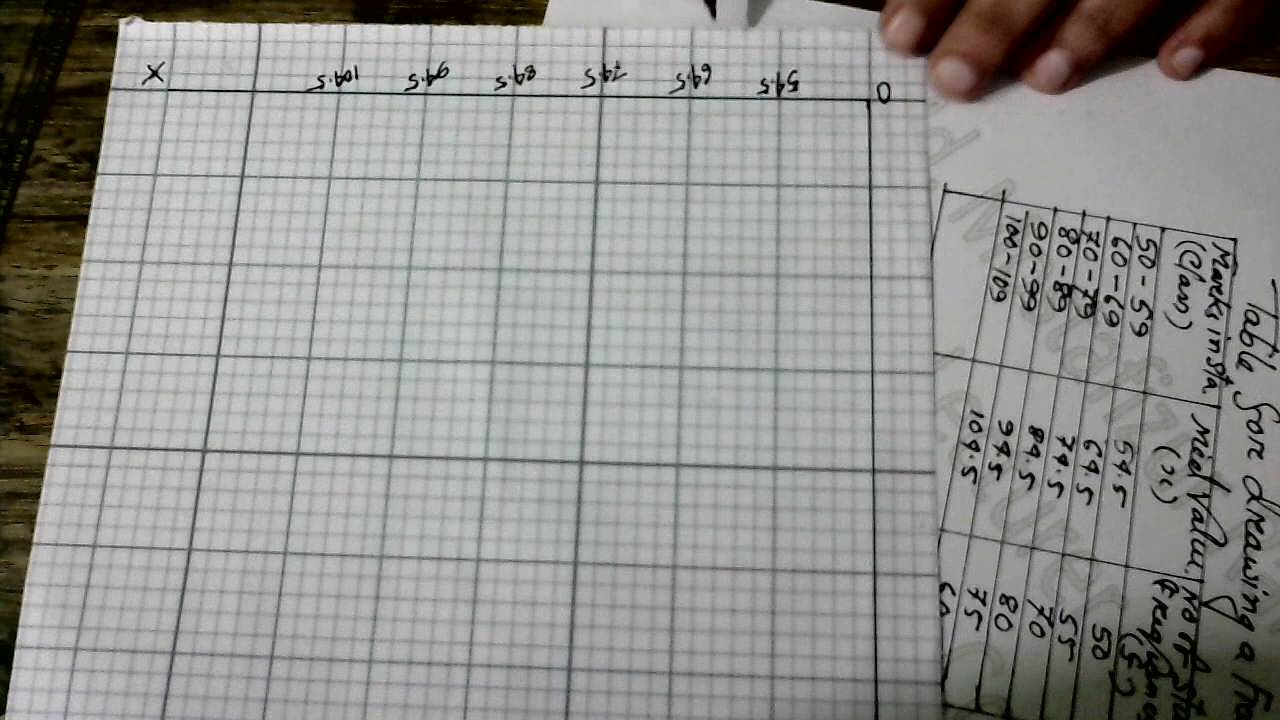 X 104.5 94.5 84.5 74.5 64.5 54.5 0
Table for drawing a
Marks in sta. Mid Value No of
(Class) (x)
50-59 54.5 50
60-69 64.5 55
70-79 74.5 70
80-89 84.5 80
90-99 94.5 75
100-109 104.5